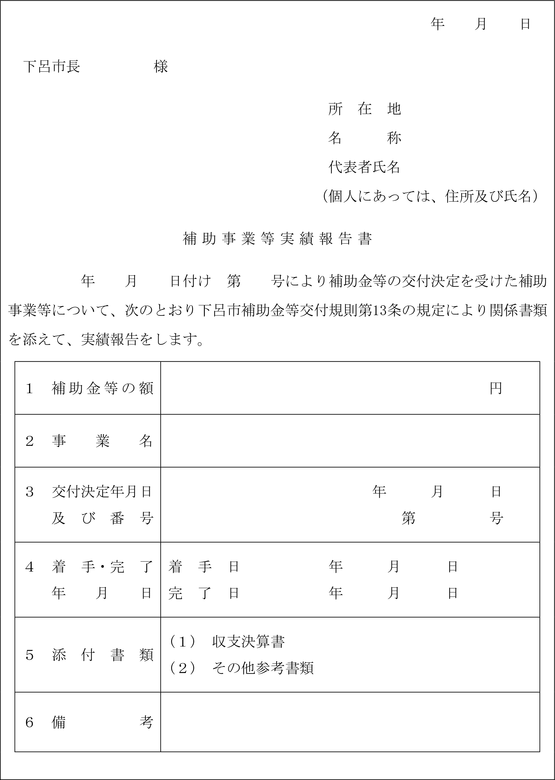 年　　月　　日
下呂市長　　　　　様
所　在　地
名　　　称
代表者氏名
（個人にあっては、住所及び氏名）
補助事業等実績報告書
年　　月　　日付け　第　　号により補助金等の交付決定を受けた補助
事業等について、次のとおり下呂市補助金等交付規則第13条の規定により関係書類
を添えて、実績報告をします。
１　補助金等の額　　円
２　事　業　名
３　交付決定年月日　　年　　月　　日
及び番号　　第　　号
４　着手・完了　着手日　　年　　月　　日
年　月　日　完了日　　年　　月　　日
５　添付書類　（１）　収支決算書
（２）　その他参考書類
６　備　考